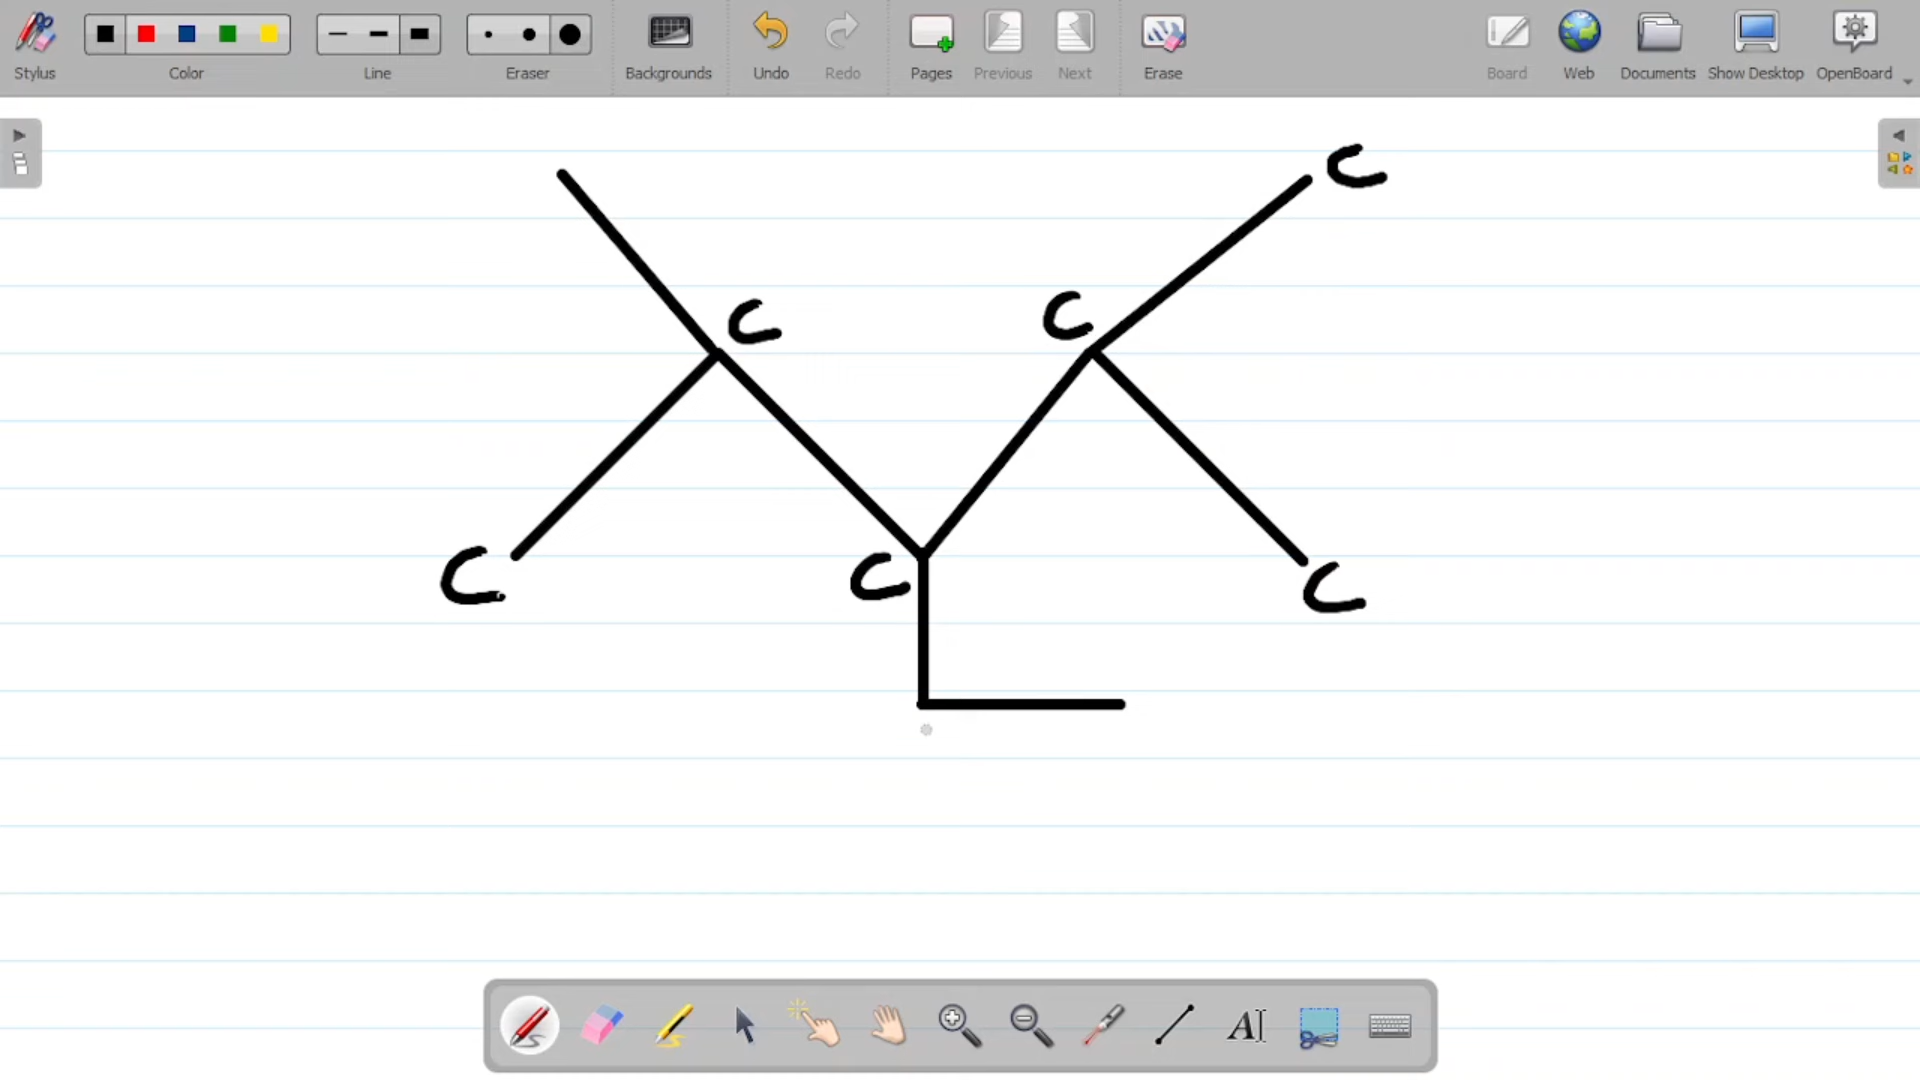 Stylus Color Line Eraser Backgrounds Undo Redo Pages Previous Next Erase Board Web Documents Show Desktop OpenBoard
C
C C
C C C
A